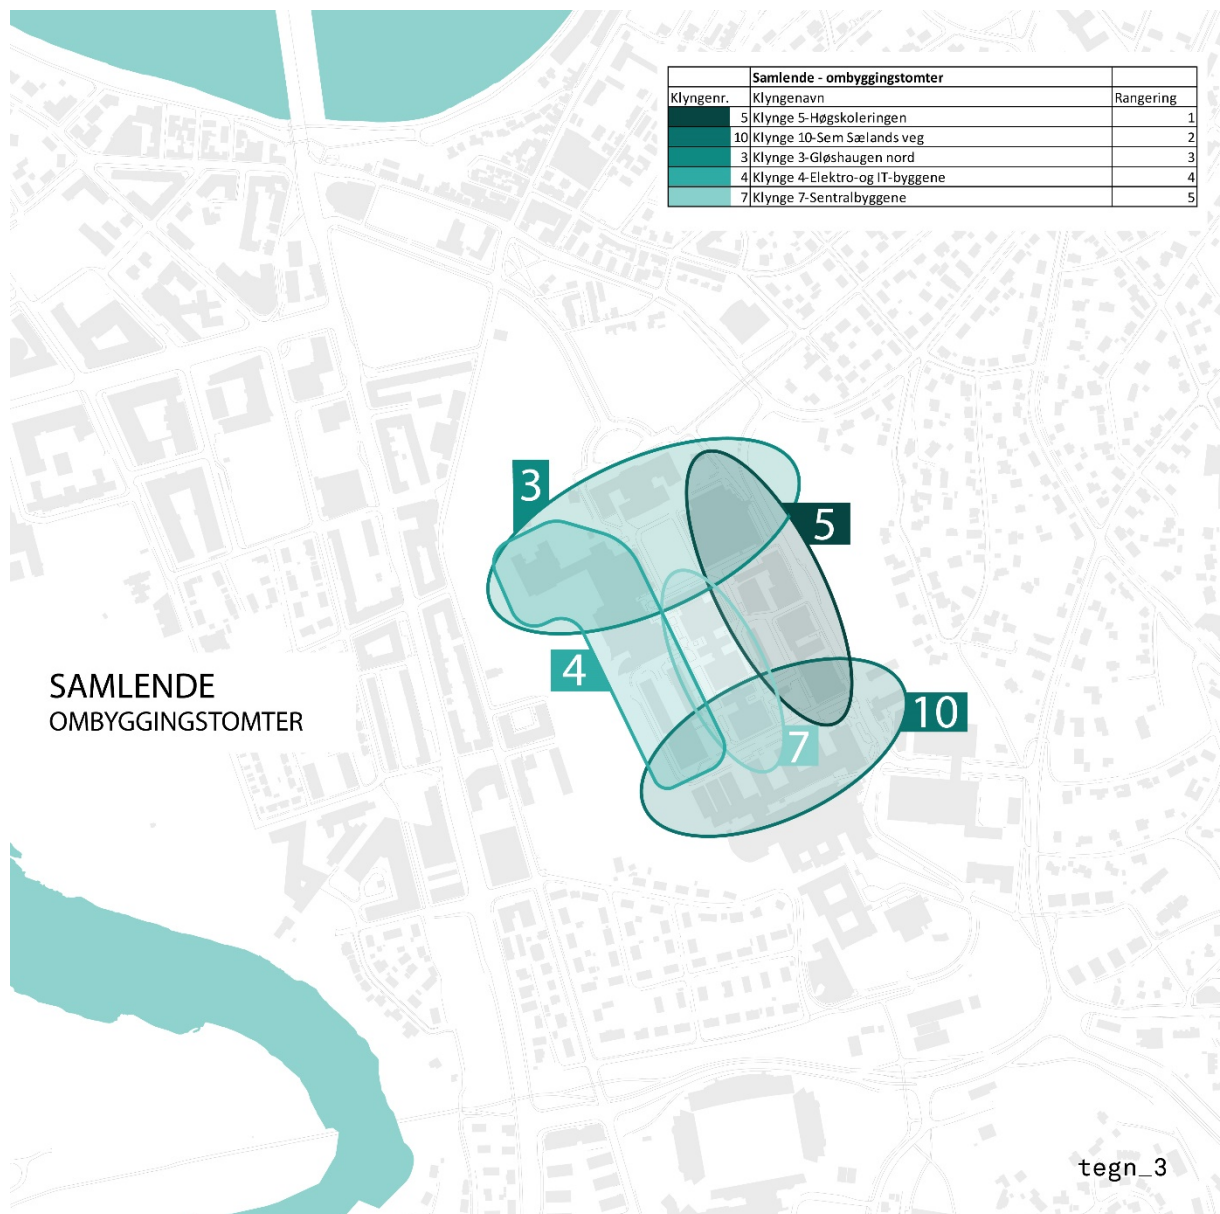 Samlende - ombyggingstomter
Klyngenr. Klyngenavn Rangering
5 Klynge 5-Høgskoleringen 1
10 Klynge 10-Sem Sælands veg 2
3 Klynge 3-Gløshaugen nord 3
4 Klynge 4-Elektro-og IT-byggene 4
7 Klynge 7-Sentralbyggene 5
3
5
4
SAMLENDE
OMBYGGINGSTOMTER
10
7
tegn_3